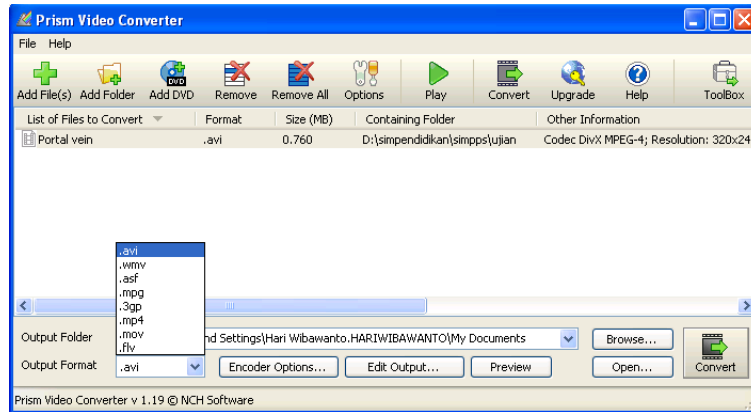 Prism Video Converter
File Help
Add File(s) Add Folder Add DVD Remove Remove All Options Play Convert Upgrade Help ToolBox
List of Files to Convert Format Size (MB) Containing Folder Other Information
Portal vein .avi 0.760 D:\simpendidikan\simpps\ujian Codec DivX MPEG-4; Resolution: 320x24
.avi
.wmv
.asf
.mpg
.3gp
.mp4
.mov
.flv
Output Folder nd Settings\Hari Wibawanto.HARIWIBAWANTO\My Documents Browse...
Output Format .avi Encoder Options... Edit Output... Preview Open... Convert
Prism Video Converter v 1.19 © NCH Software